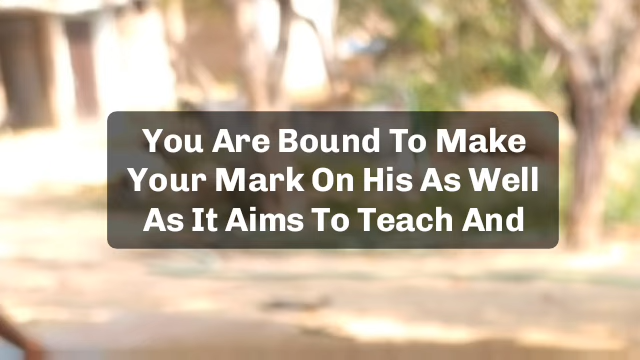 You Are Bound To Make
Your Mark On His As Well
As It Aims To Teach And